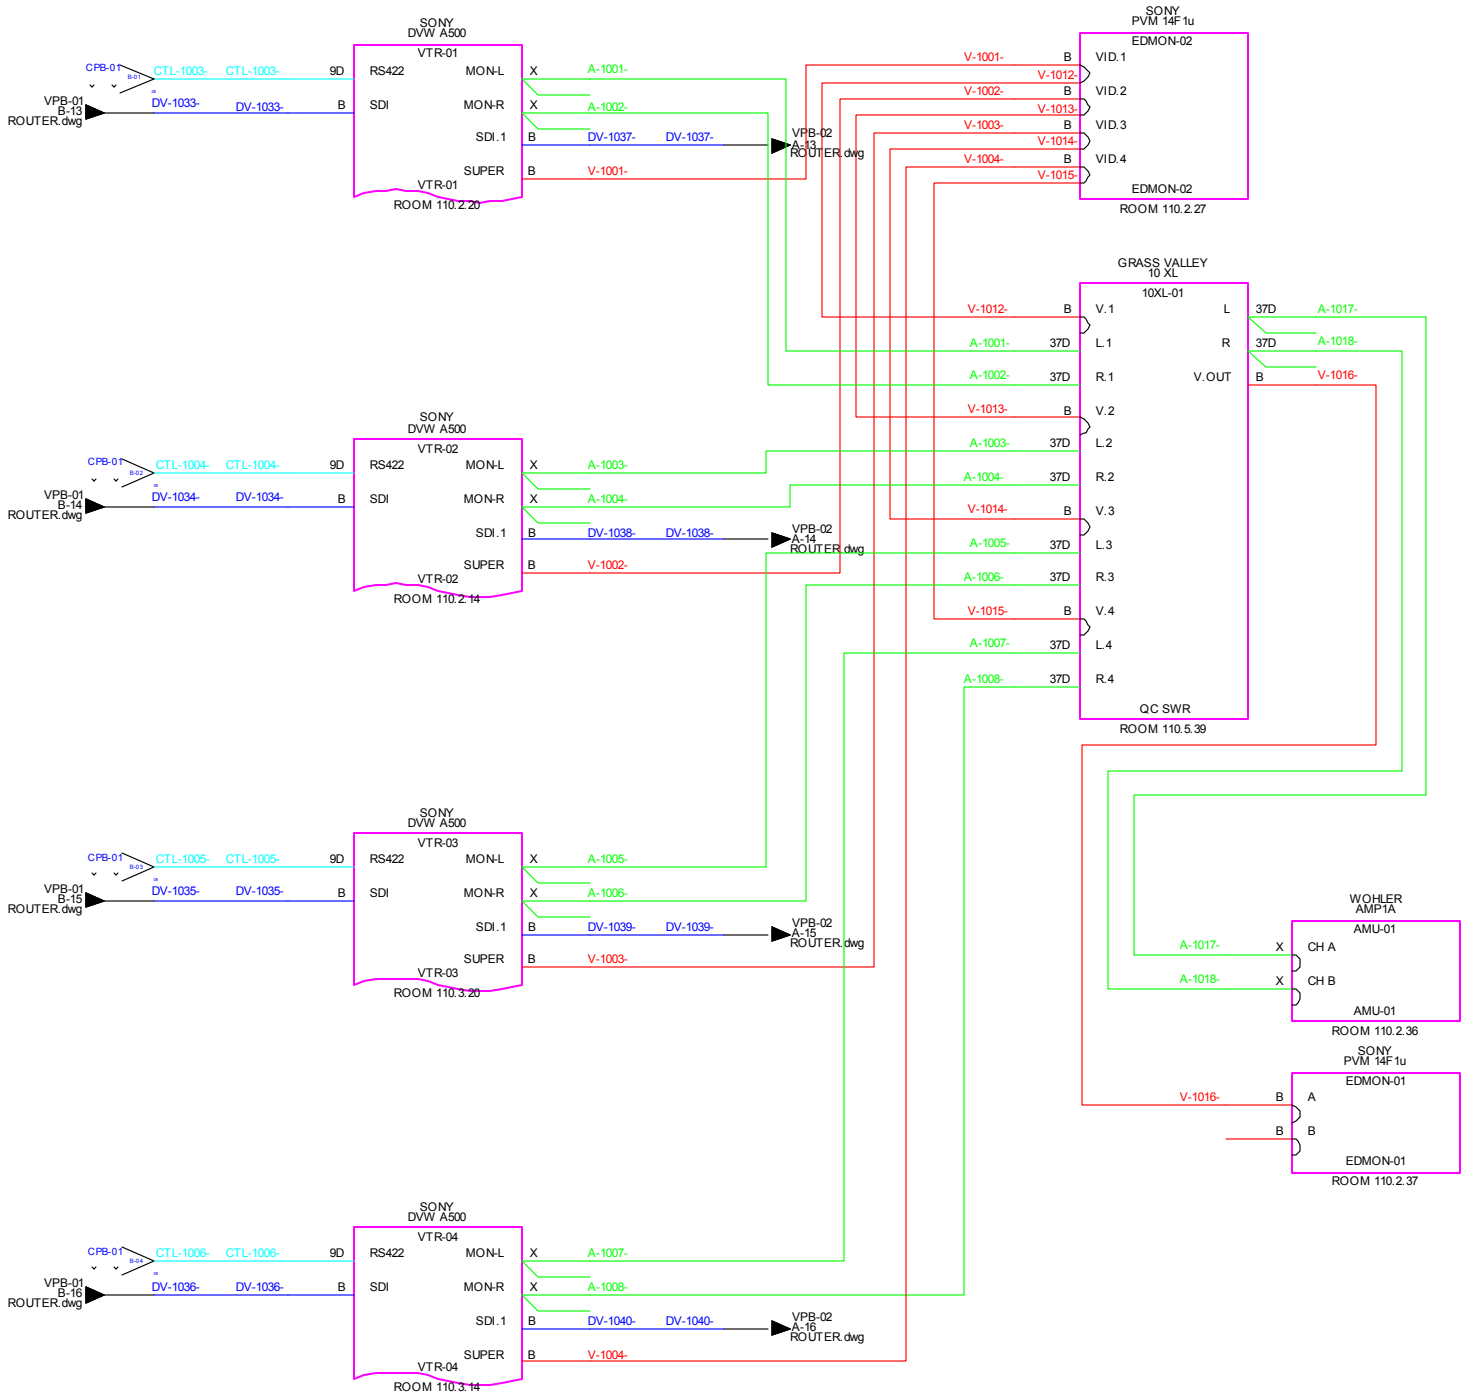 SONY
DVW A500
VTR-01
CPB-01
B-01
CTL-1003- CTL-1003- 9D RS422 MON-L X A-1001-
VPB-01
B-13
ROUTER.dwg
DV-1033- DV-1033- B SDI MON-R X A-1002-
SDI.1 B DV-1037- DV-1037-
VPB-02
A-13
ROUTER.dwg
SUPER B V-1001-
VTR-01
ROOM 110.2.20
SONY
PVM 14F1u
EDMON-02
V-1001- B VID.1
V-1012-
V-1002- B VID.2
V-1013-
V-1003- B VID.3
V-1014-
V-1004- B VID.4
V-1015-
EDMON-02
ROOM 110.2.27
GRASS VALLEY
10 XL
10XL-01
V-1012- B V.1 L 37D A-1017-
A-1001- 37D L.1 R 37D A-1018-
A-1002- 37D R.1 V.OUT B V-1016-
V-1013- B V.2
A-1003- 37D L.2
A-1004- 37D R.2
V-1014- B V.3
A-1005- 37D L.3
A-1006- 37D R.3
V-1015- B V.4
A-1007- 37D L.4
A-1008- 37D R.4
QC SWR
ROOM 110.5.39
SONY
DVW A500
VTR-02
CPB-01
B-02
CTL-1004- CTL-1004- 9D RS422 MON-L X A-1003-
VPB-01
B-14
ROUTER.dwg
DV-1034- DV-1034- B SDI MON-R X A-1004-
SDI.1 B DV-1038- DV-1038-
VPB-02
A-14
ROUTER.dwg
SUPER B V-1002-
VTR-02
ROOM 110.2.14
SONY
DVW A500
VTR-03
CPB-01
B-03
CTL-1005- CTL-1005- 9D RS422 MON-L X A-1005-
VPB-01
B-15
ROUTER.dwg
DV-1035- DV-1035- B SDI MON-R X A-1006-
SDI.1 B DV-1039- DV-1039-
VPB-02
A-15
ROUTER.dwg
SUPER B V-1003-
VTR-03
ROOM 110.3.20
WOHLER
AMP1A
AMU-01
A-1017- X CH A
A-1018- X CH B
AMU-01
ROOM 110.2.36
SONY
PVM 14F1u
EDMON-01
V-1016- B A
B B
EDMON-01
ROOM 110.2.37
SONY
DVW A500
VTR-04
CPB-01
B-04
CTL-1006- CTL-1006- 9D RS422 MON-L X A-1007-
VPB-01
B-16
ROUTER.dwg
DV-1036- DV-1036- B SDI MON-R X A-1008-
SDI.1 B DV-1040- DV-1040-
VPB-02
A-16
ROUTER.dwg
SUPER B V-1004-
VTR-04
ROOM 110.3.14